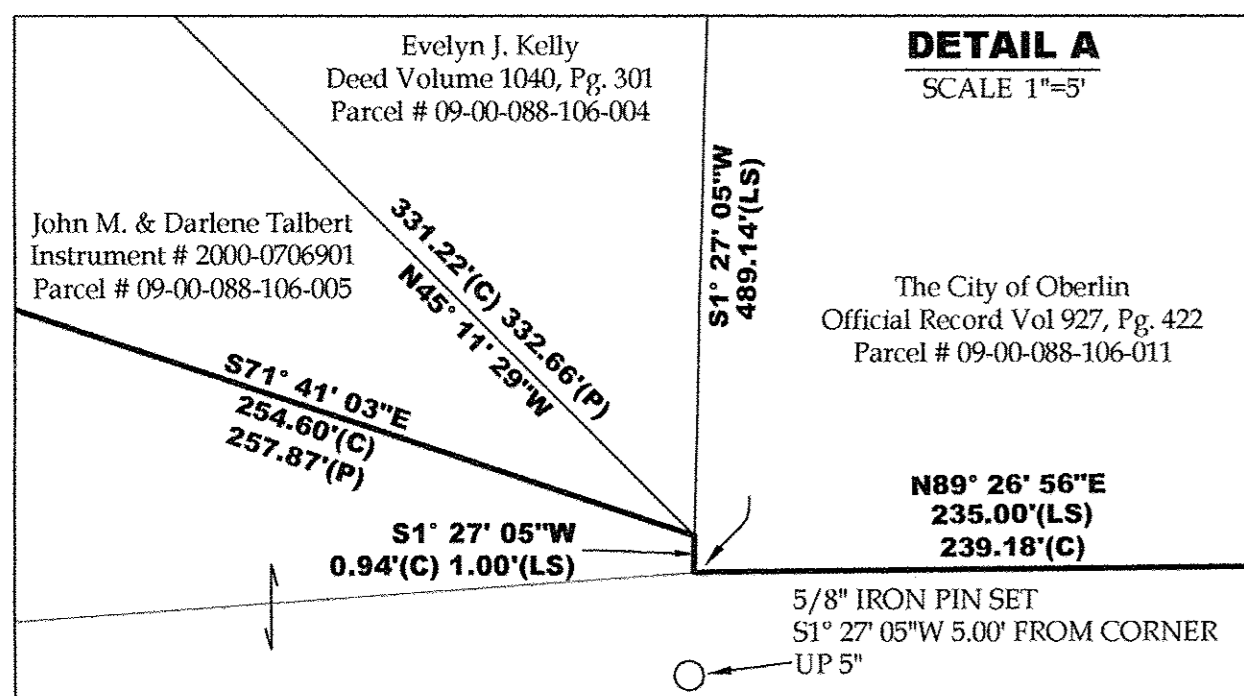 DETAIL A
SCALE 1"=5'
Evelyn J. Kelly
Deed Volume 1040, Pg. 301
Parcel # 09-00-088-106-004
John M. & Darlene Talbert
Instrument # 2000-0706901
Parcel # 09-00-088-106-005
331.22'(C) 332.66'(P)
N45° 11' 29"W
S1° 27' 05"W
489.14'(LS)
The City of Oberlin
Official Record Vol 927, Pg. 422
Parcel # 09-00-088-106-011
S71° 41' 03"E
254.60'(C)
257.87'(P)
N89° 26' 56"E
235.00'(LS)
239.18'(C)
S1° 27' 05"W
0.94'(C) 1.00'(LS)
5/8" IRON PIN SET
S1° 27' 05"W 5.00' FROM CORNER
UP 5"